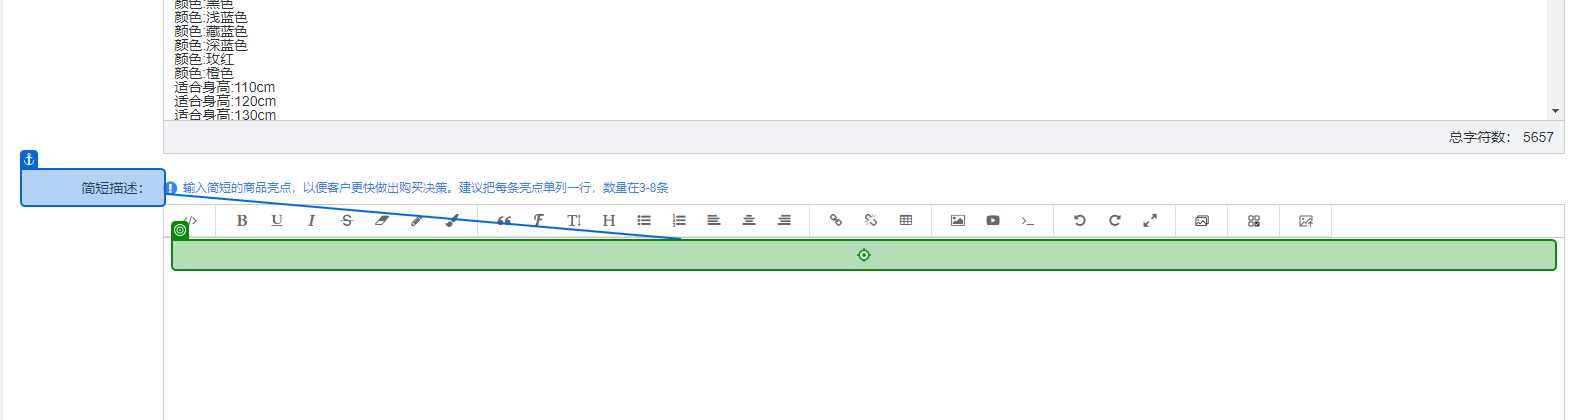 颜色:黑色
颜色:浅蓝色
颜色:藏蓝色
颜色:深蓝色
颜色:玫红
颜色:橙色
适合身高:110cm
适合身高:120cm
适合身高:130cm
总字符数： 5657
简短描述：
输入简短的商品亮点，以便客户更快做出购买决策。建议把每条亮点单列一行，数量在3-8条